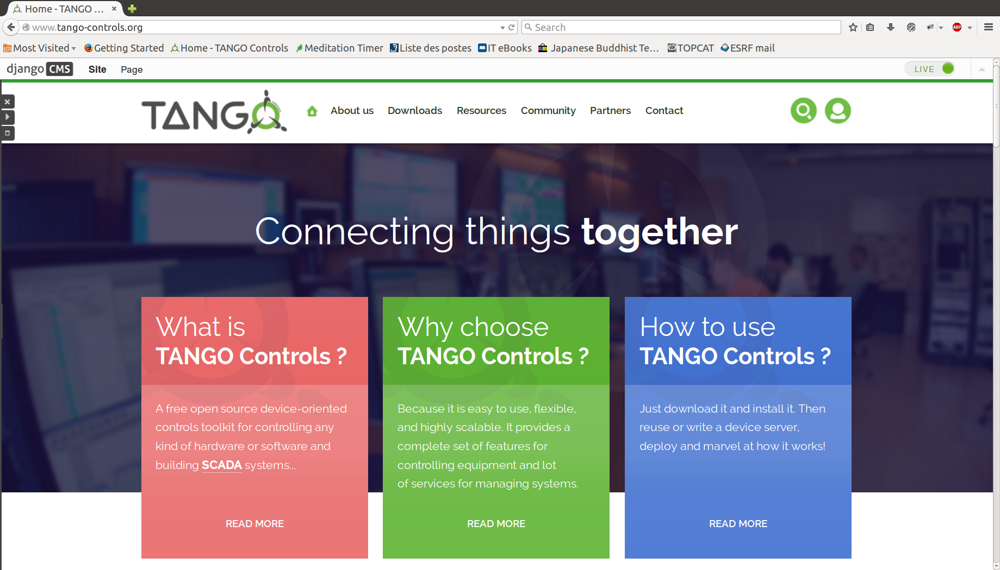 Home - TANGO ...
www.tango-controls.org
Search
ABP
Most Visited
Getting Started
Home - TANGO Controls
Meditation Timer
Liste des postes
IT eBooks
Japanese Buddhist Te...
TOPCAT
ESRF mail
django CMS
Site
Page
LIVE
TANGO
About us
Downloads
Resources
Community
Partners
Contact
Connecting things together
What is
TANGO Controls ?
A free open source device-oriented
controls toolkit for controlling any
kind of hardware or software and
building SCADA systems...
READ MORE
Why choose
TANGO Controls ?
Because it is easy to use, flexible,
and highly scalable. It provides a
complete set of features for
controlling equipment and lot
of services for managing systems.
READ MORE
How to use
TANGO Controls ?
Just download it and install it. Then
reuse or write a device server,
deploy and marvel at how it works!
READ MORE